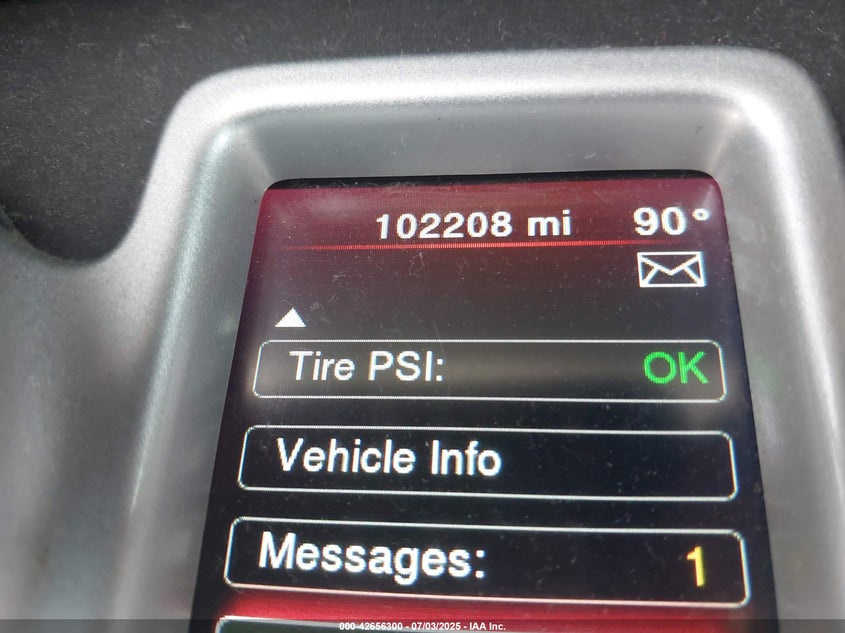 102208 mi 90°
Tire PSI: OK
Vehicle Info
Messages: 1
000-42656300 - 07/03/2025 - IAA Inc.